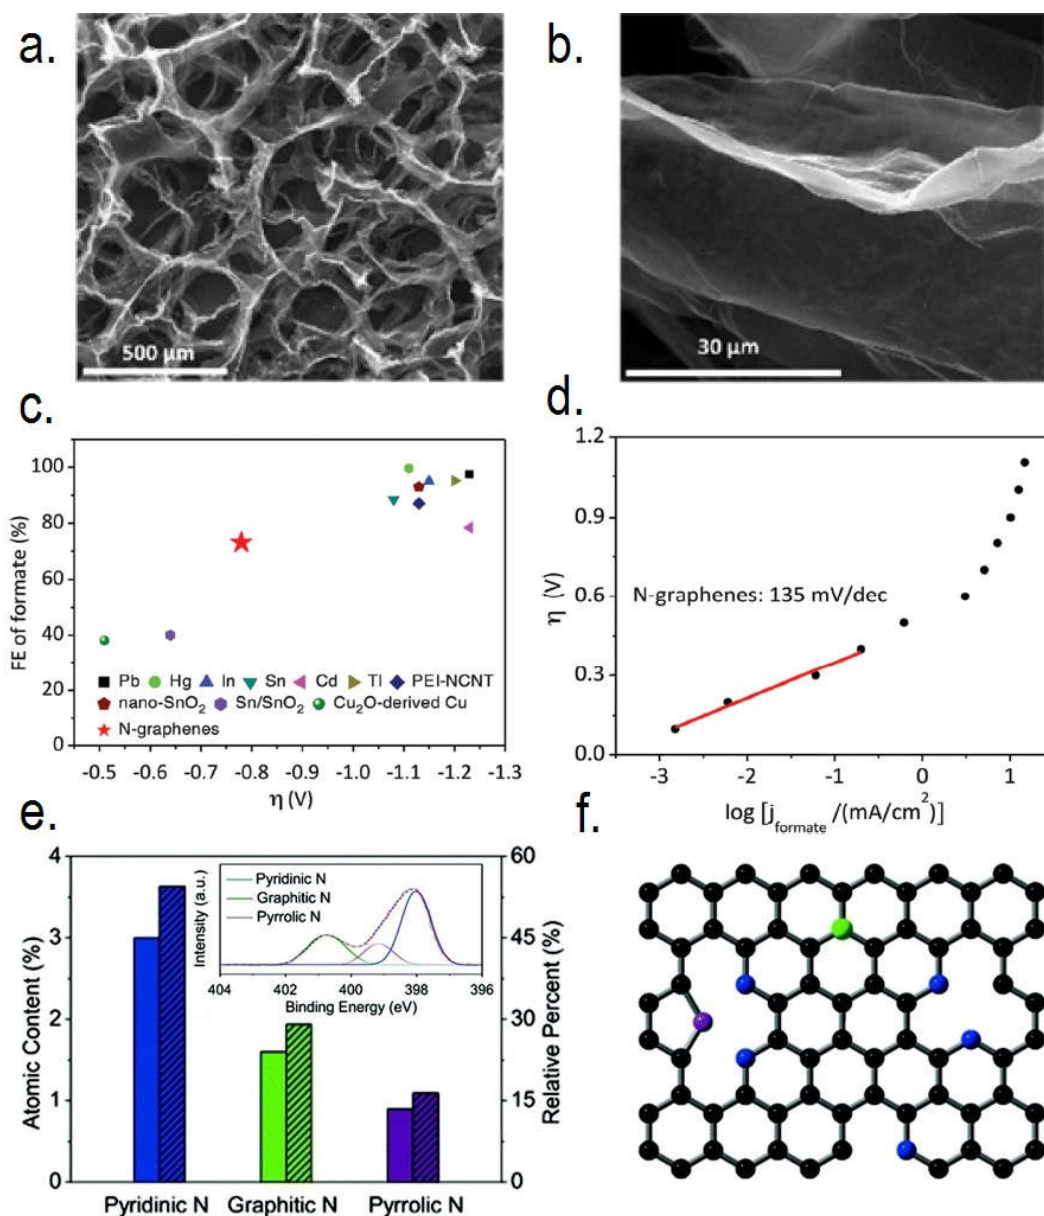 a.
500 μm
b.
30 μm
c.
FE of formate (%)
100
80
60
40
20
0
Pb Hg In Sn Cd Tl PEI-NCNT
nano-SnO₂ Sn/SnO₂ Cu₂O-derived Cu
N-graphenes
-0.5 -0.6 -0.7 -0.8 -0.9 -1.0 -1.1 -1.2 -1.3
η (V)
d.
η (V)
1.2
0.9
0.6
0.3
0.0
N-graphenes: 135 mV/dec
-3 -2 -1 0 1
log [j formate /(mA/cm²)]
e.
Atomic Content (%)
4
3
2
1
0
Intensity (a.u.)
Pyridinic N
Graphitic N
Pyrrolic N
404 402 400 398 396
Binding Energy (eV)
60
45
30
15
0
Relative Percent (%)
Pyridinic N Graphitic N Pyrrolic N
f.